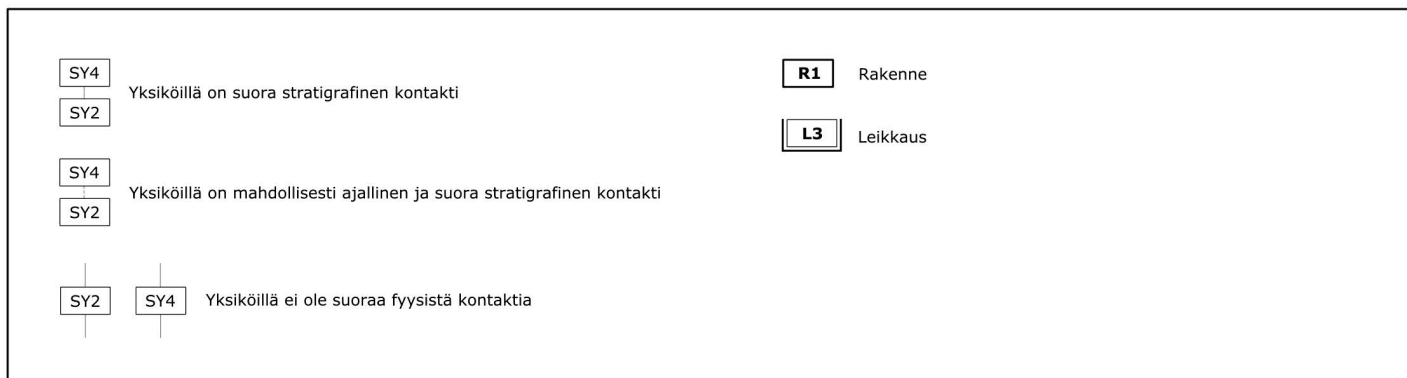 SY4
Yksiköillä on suora stratigrafinen kontakti
SY2
SY4
Yksiköillä on mahdollisesti ajallinen ja suora stratigrafinen kontakti
SY2
SY2 SY4 Yksiköillä ei ole suoraa fyysistä kontaktia
R1 Rakenne
L3 Leikkaus